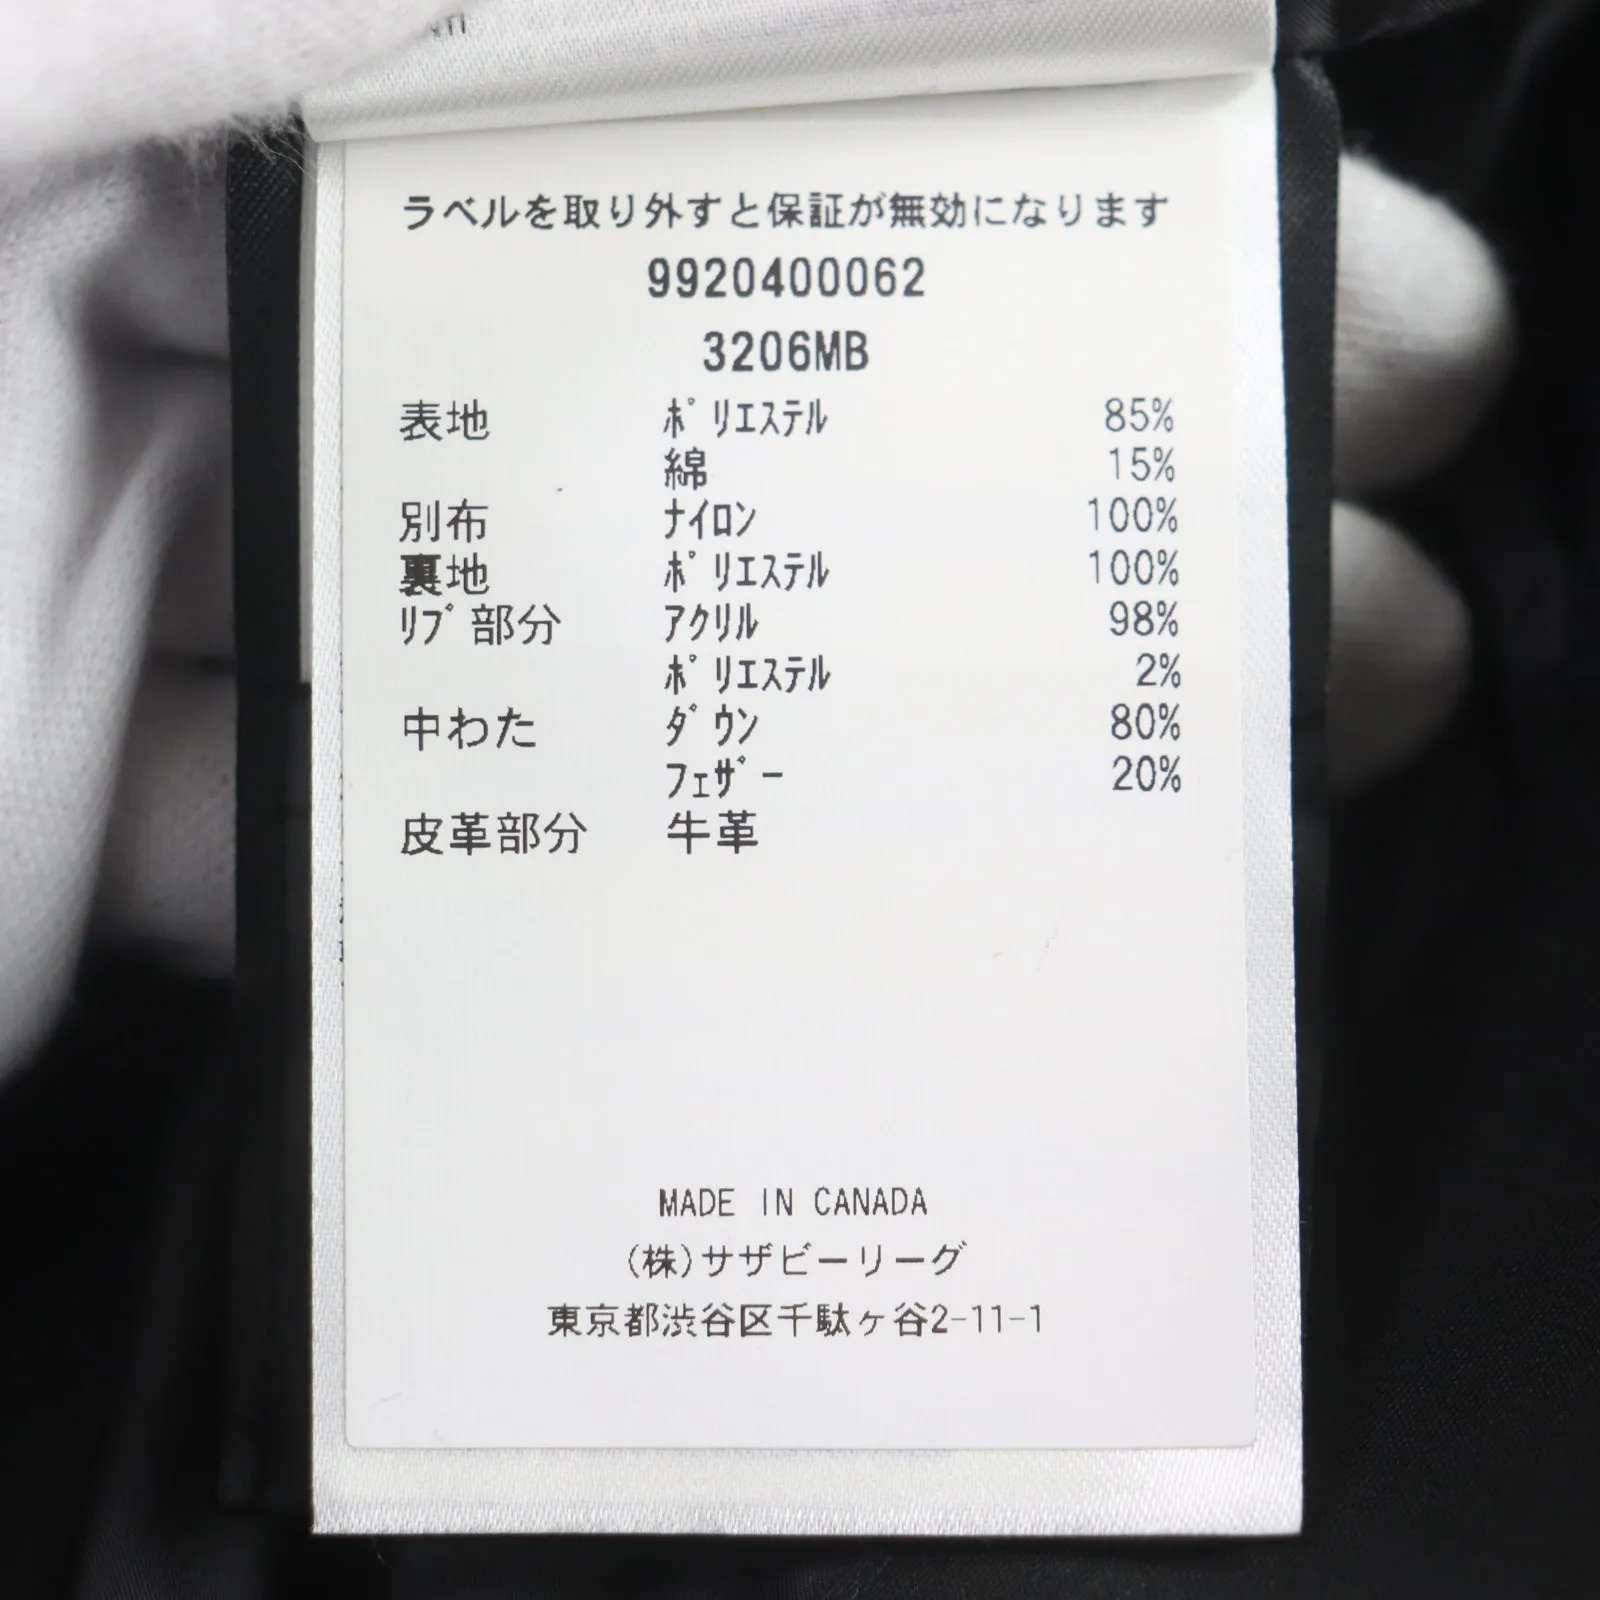 ラベルを取り外すと保証が無効になります
9920400062
3206MB
表地 ﾎﾟﾘｴｽﾃﾙ 85%
綿 15%
別布 ﾅｲﾛﾝ 100%
裏地 ﾎﾟﾘｴｽﾃﾙ 100%
ﾘﾌﾞ部分 ｱｸﾘﾙ 98%
ﾎﾟﾘｴｽﾃﾙ 2%
中わた ﾀﾞｳﾝ 80%
ﾌｪｻﾞｰ 20%
皮革部分 牛革
MADE IN CANADA
(株)サザビーリーグ
東京都渋谷区千駄ヶ谷2-11-1